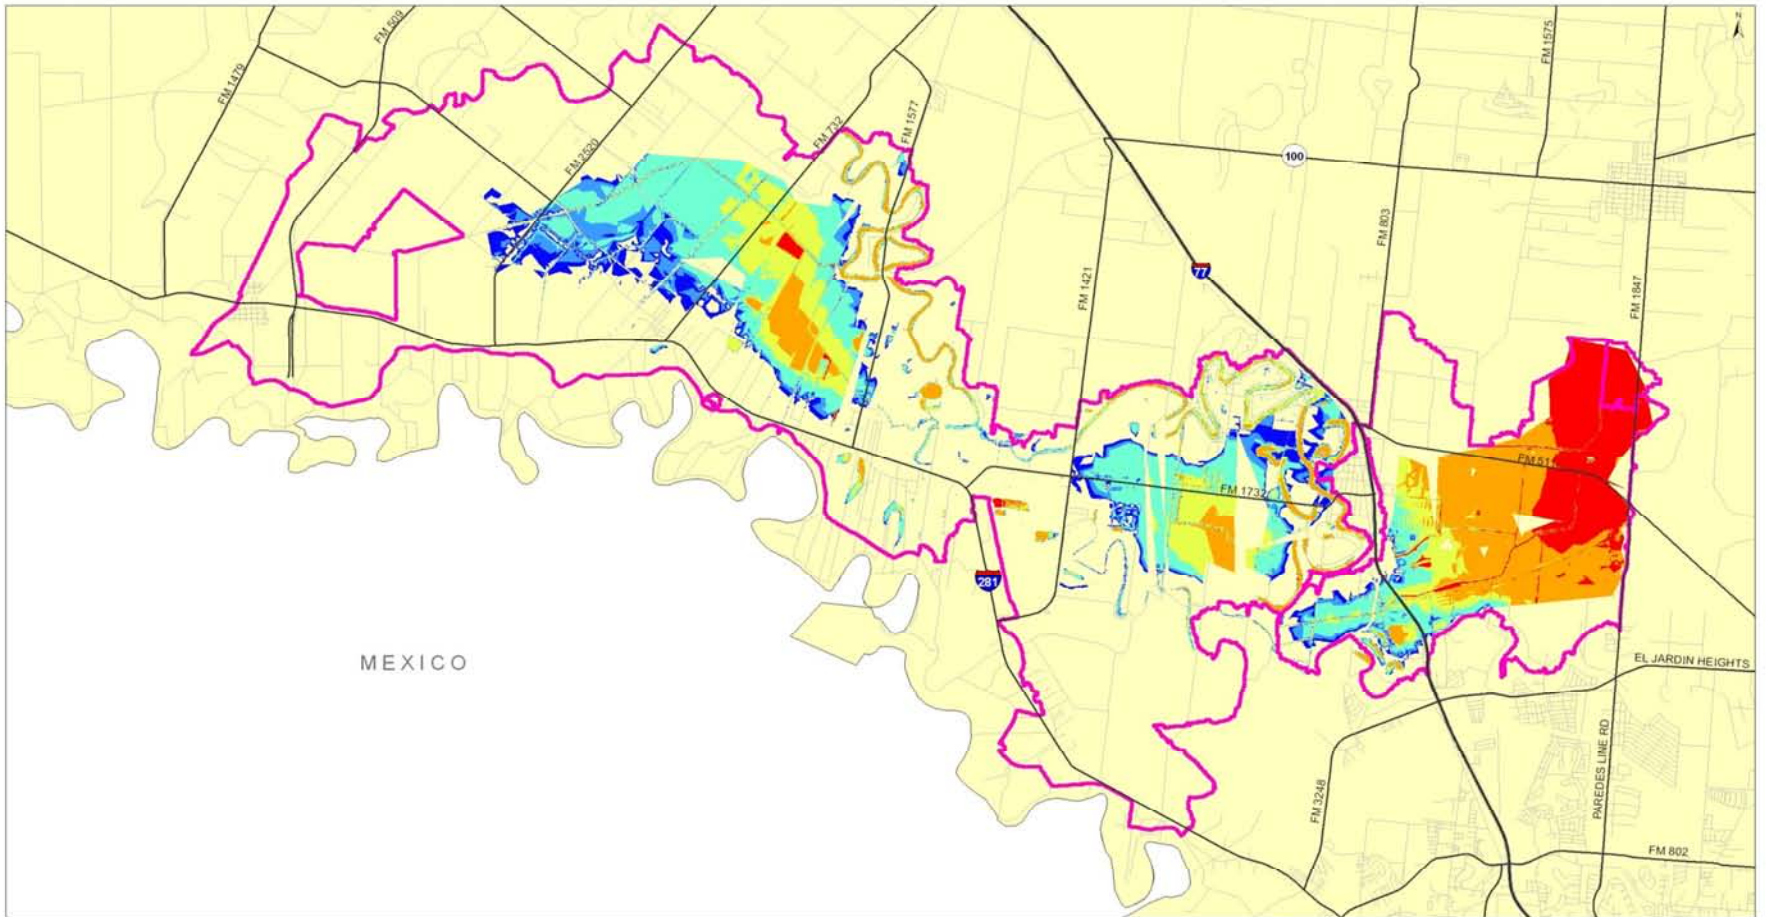 N
FM 509
FM 1479
FM 2520
FM 732
FM 1577
FM 1575
100
FM 803
77
FM 1421
FM 1847
FM 511
FM 1732
281
MEXICO
EL JARDIN HEIGHTS
PAREDES LINE RD
FM 3248
FM 802